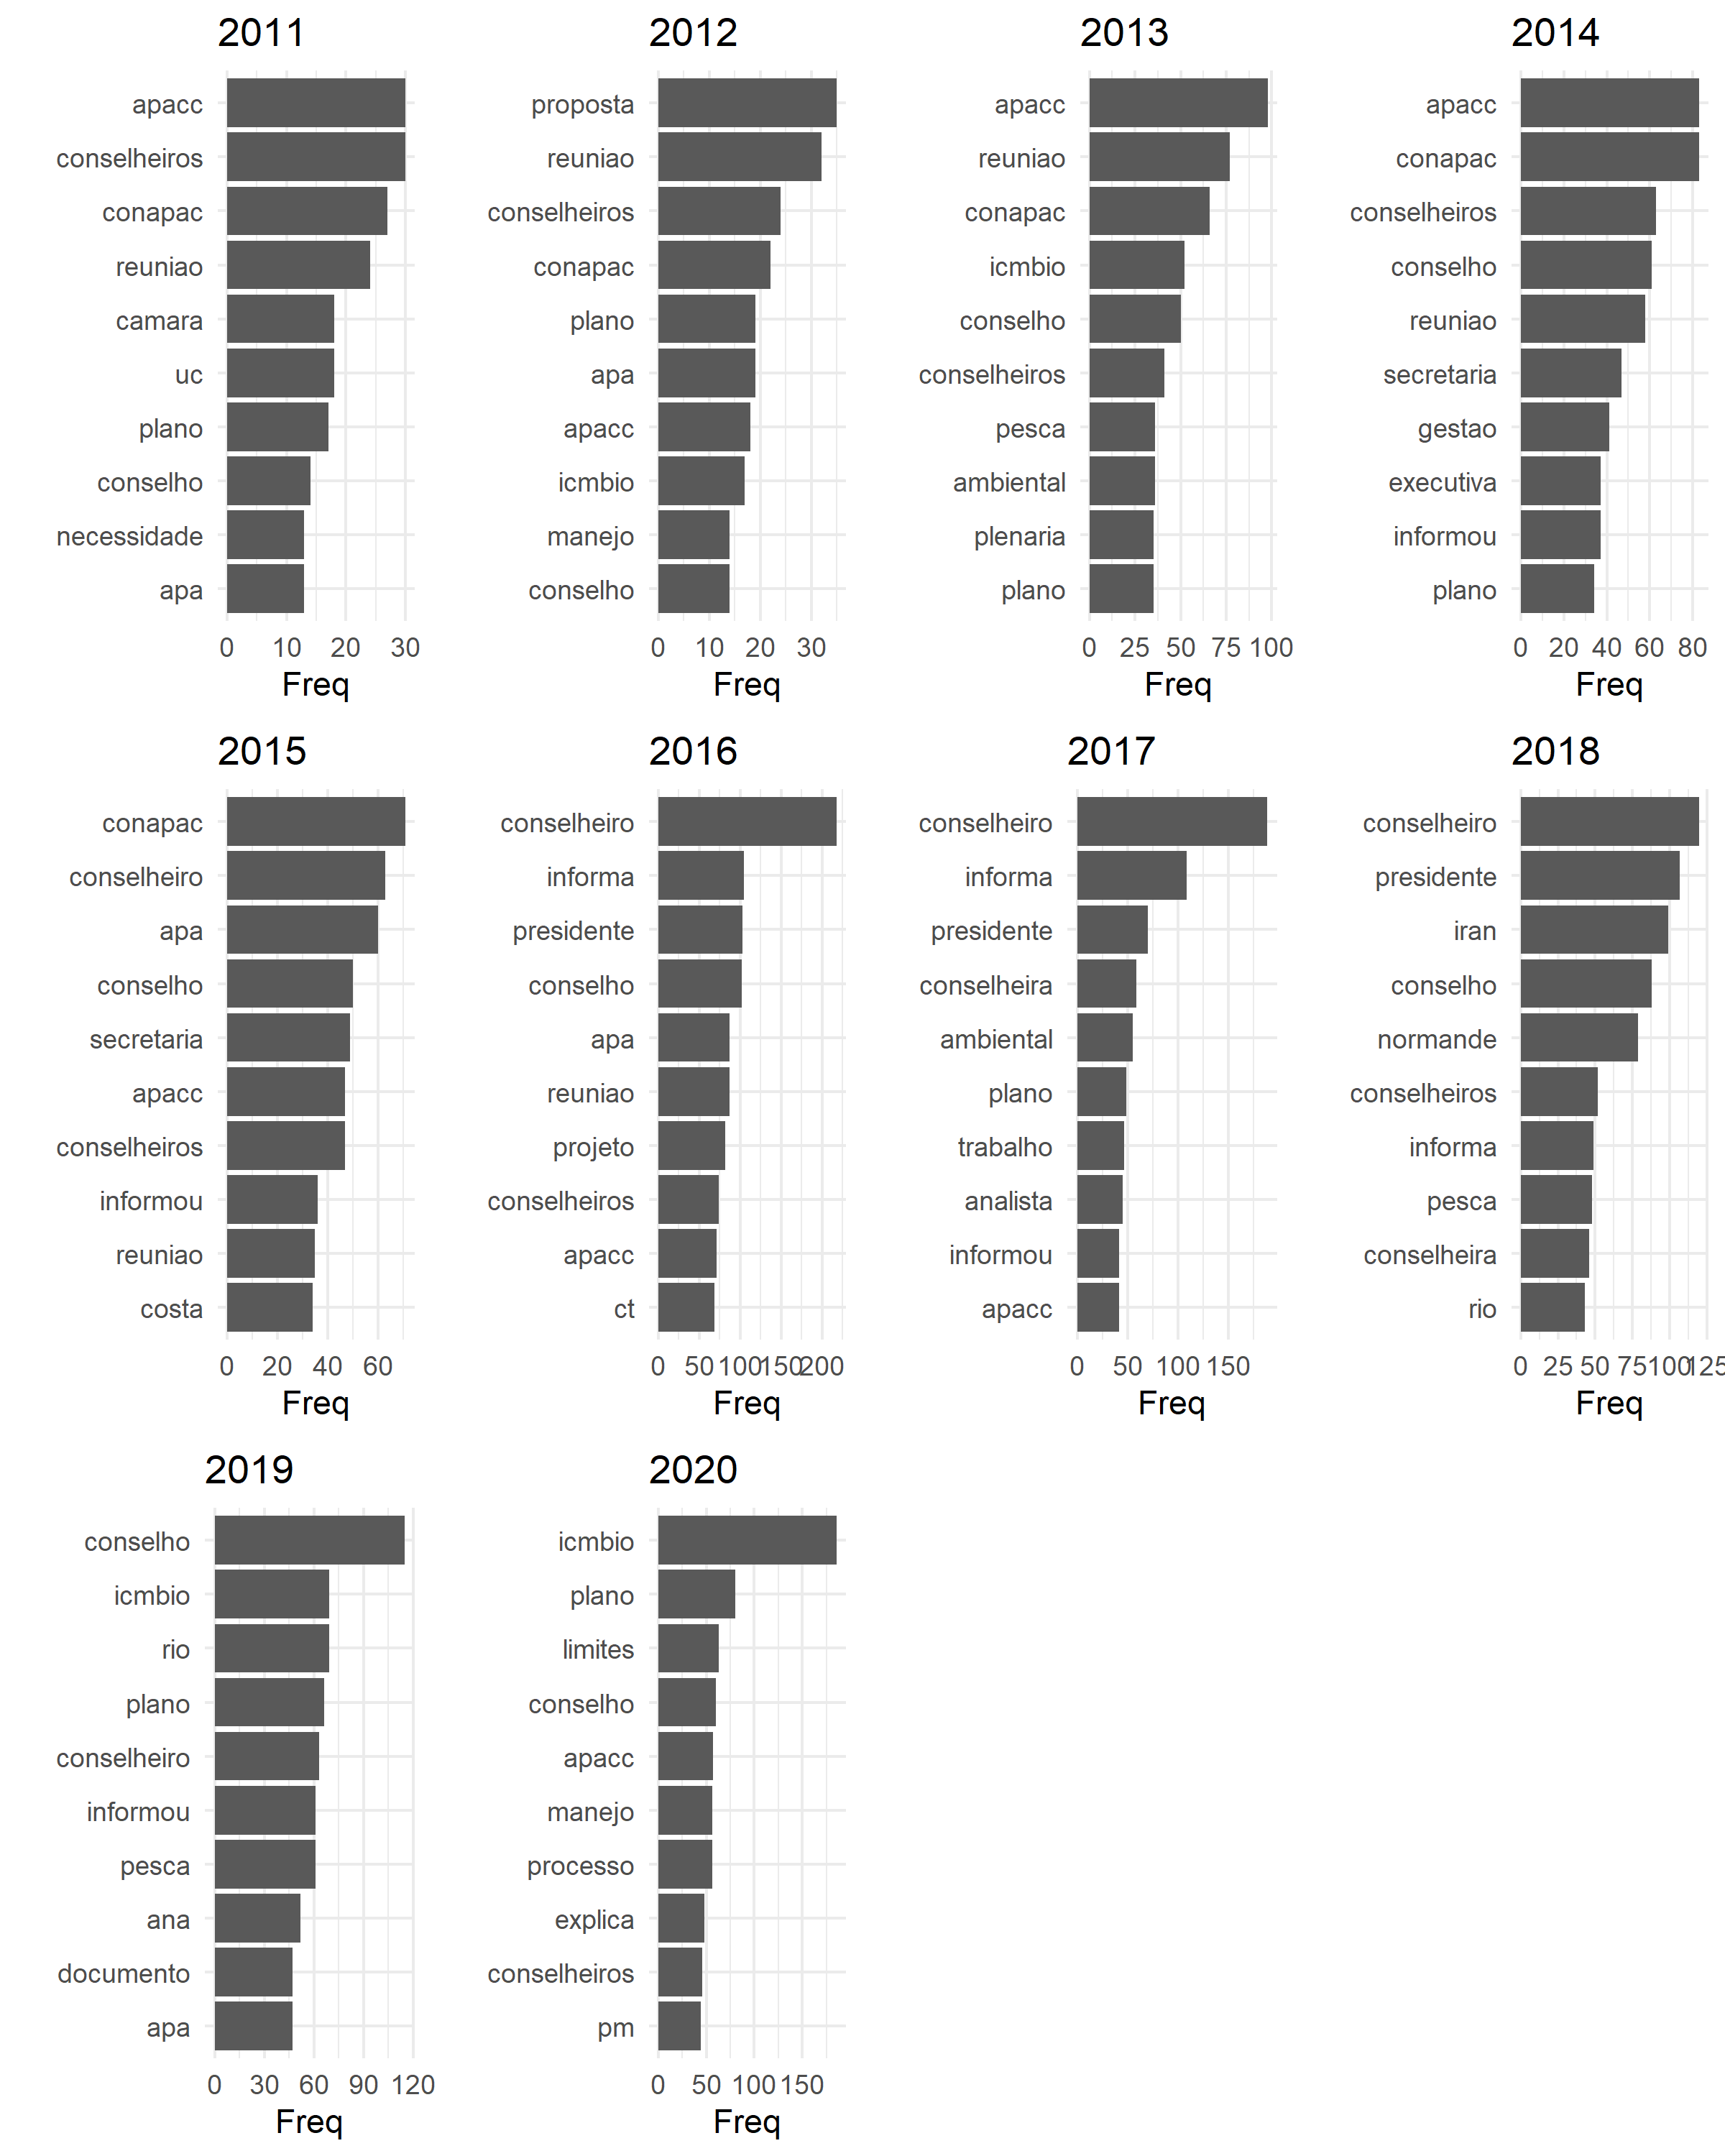 2011
apacc
conselheiros
conapac
reuniao
camara
uc
plano
conselho
necessidade
apa
0 10 20 30
Freq
2012
proposta
reuniao
conselheiros
conapac
plano
apa
apacc
icmbio
manejo
conselho
0 10 20 30
Freq
2013
apacc
reuniao
conapac
icmbio
conselho
conselheiros
pesca
ambiental
plenaria
plano
0 25 50 75 100
Freq
2014
apacc
conapac
conselheiros
conselho
reuniao
secretaria
gestao
executiva
informou
plano
0 20 40 60 80
Freq
2015
conapac
conselheiro
apa
conselho
secretaria
apacc
conselheiros
informou
reuniao
costa
0 20 40 60
Freq
2016
conselheiro
informa
presidente
conselho
apa
reuniao
projeto
conselheiros
apacc
ct
0 50 100 150 200
Freq
2017
conselheiro
informa
presidente
conselheira
ambiental
plano
trabalho
analista
informou
apacc
0 50 100 150
Freq
2018
conselheiro
presidente
iran
conselho
normande
conselheiros
informa
pesca
conselheira
rio
0 25 50 75 100 125
Freq
2019
conselho
icmbio
rio
plano
conselheiro
informou
pesca
ana
documento
apa
0 30 60 90 120
Freq
2020
icmbio
plano
limites
conselho
apacc
manejo
processo
explica
conselheiros
pm
0 50 100 150
Freq